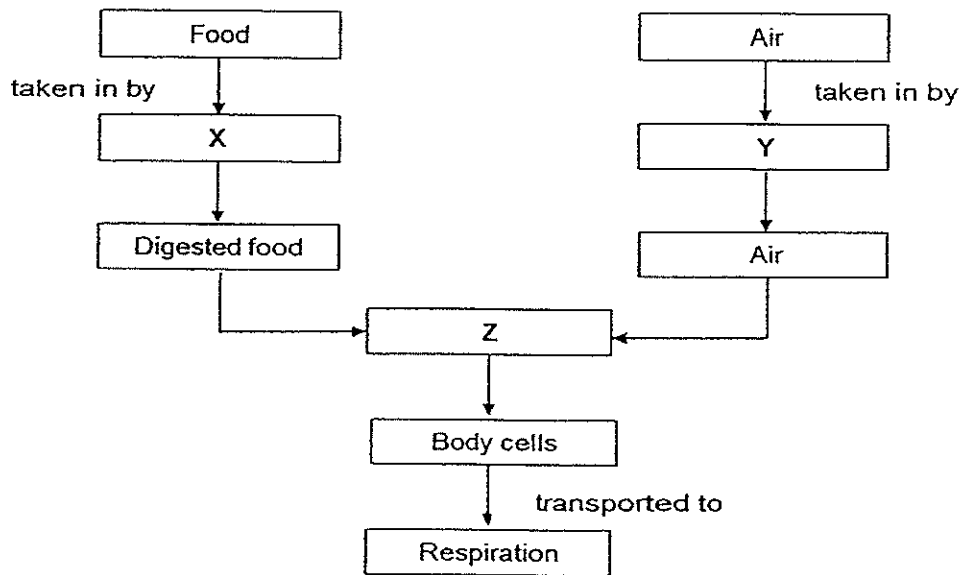 Food
Air
taken in by
taken in by
X
Y
Digested food
Air
Z
Body cells
transported to
Respiration